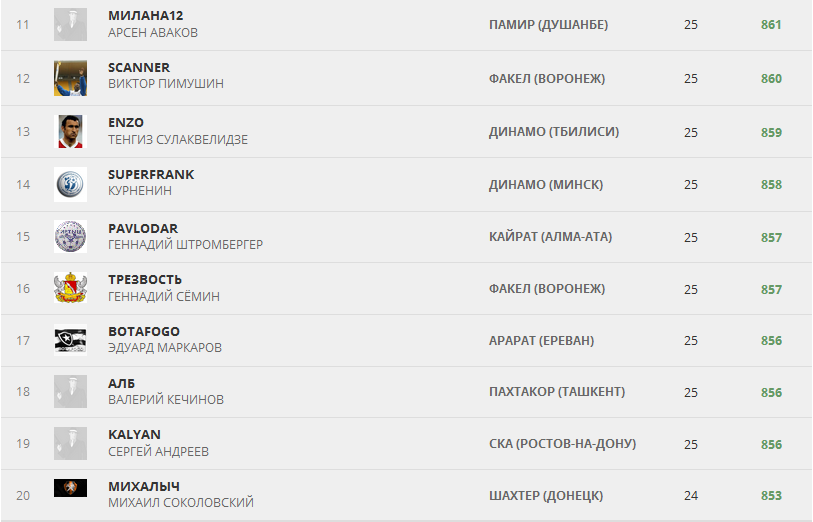 11 МИЛАНА12 ПАМИР (ДУШАНБЕ) 25 861
АРСЕН АВАКОВ
12 SCANNER ФАКЕЛ (ВОРОНЕЖ) 25 860
ВИКТОР ПИМУШИН
13 ENZO ДИНАМО (ТБИЛИСИ) 25 859
ТЕНГИЗ СУЛАКВЕЛИДЗЕ
14 SUPERFRANK ДИНАМО (МИНСК) 25 858
КУРНЕНИН
15 PAVLODAR КАЙРАТ (АЛМА-АТА) 25 857
ГЕННАДИЙ ШТРОМБЕРГЕР
16 ТРЕЗВОСТЬ ФАКЕЛ (ВОРОНЕЖ) 25 857
ГЕННАДИЙ СЁМИН
17 BOTAFOGO АРАРАТ (ЕРЕВАН) 25 856
ЭДУАРД МАРКАРОВ
18 АЛБ ПАХТАКОР (ТАШКЕНТ) 25 856
ВАЛЕРИЙ КЕЧИНОВ
19 KALYAN СКА (РОСТОВ-НА-ДОНУ) 25 856
СЕРГЕЙ АНДРЕЕВ
20 МИХАЛЫЧ ШАХТЕР (ДОНЕЦК) 24 853
МИХАИЛ СОКОЛОВСКИЙ